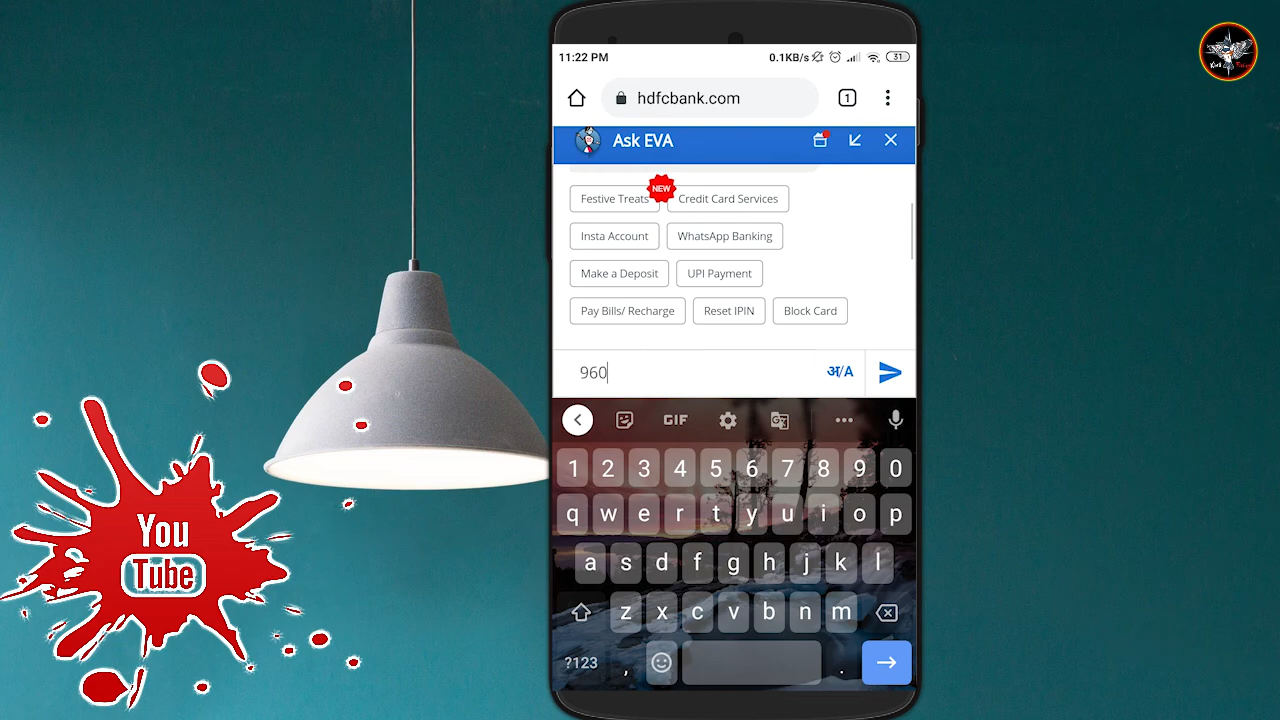 11:22 PM 0.1KB/s 31
hdfcbank.com 1
Ask EVA
NEW
Festive Treats Credit Card Services
Insta Account WhatsApp Banking
Make a Deposit UPI Payment
Pay Bills/ Recharge Reset IPIN Block Card
960 अ/A
GIF
1 2 3 4 5 6 7 8 9 0
q w e r t y u i o p
a s d f g h j k l
z x c v b n m
?123 , .
You
Tube